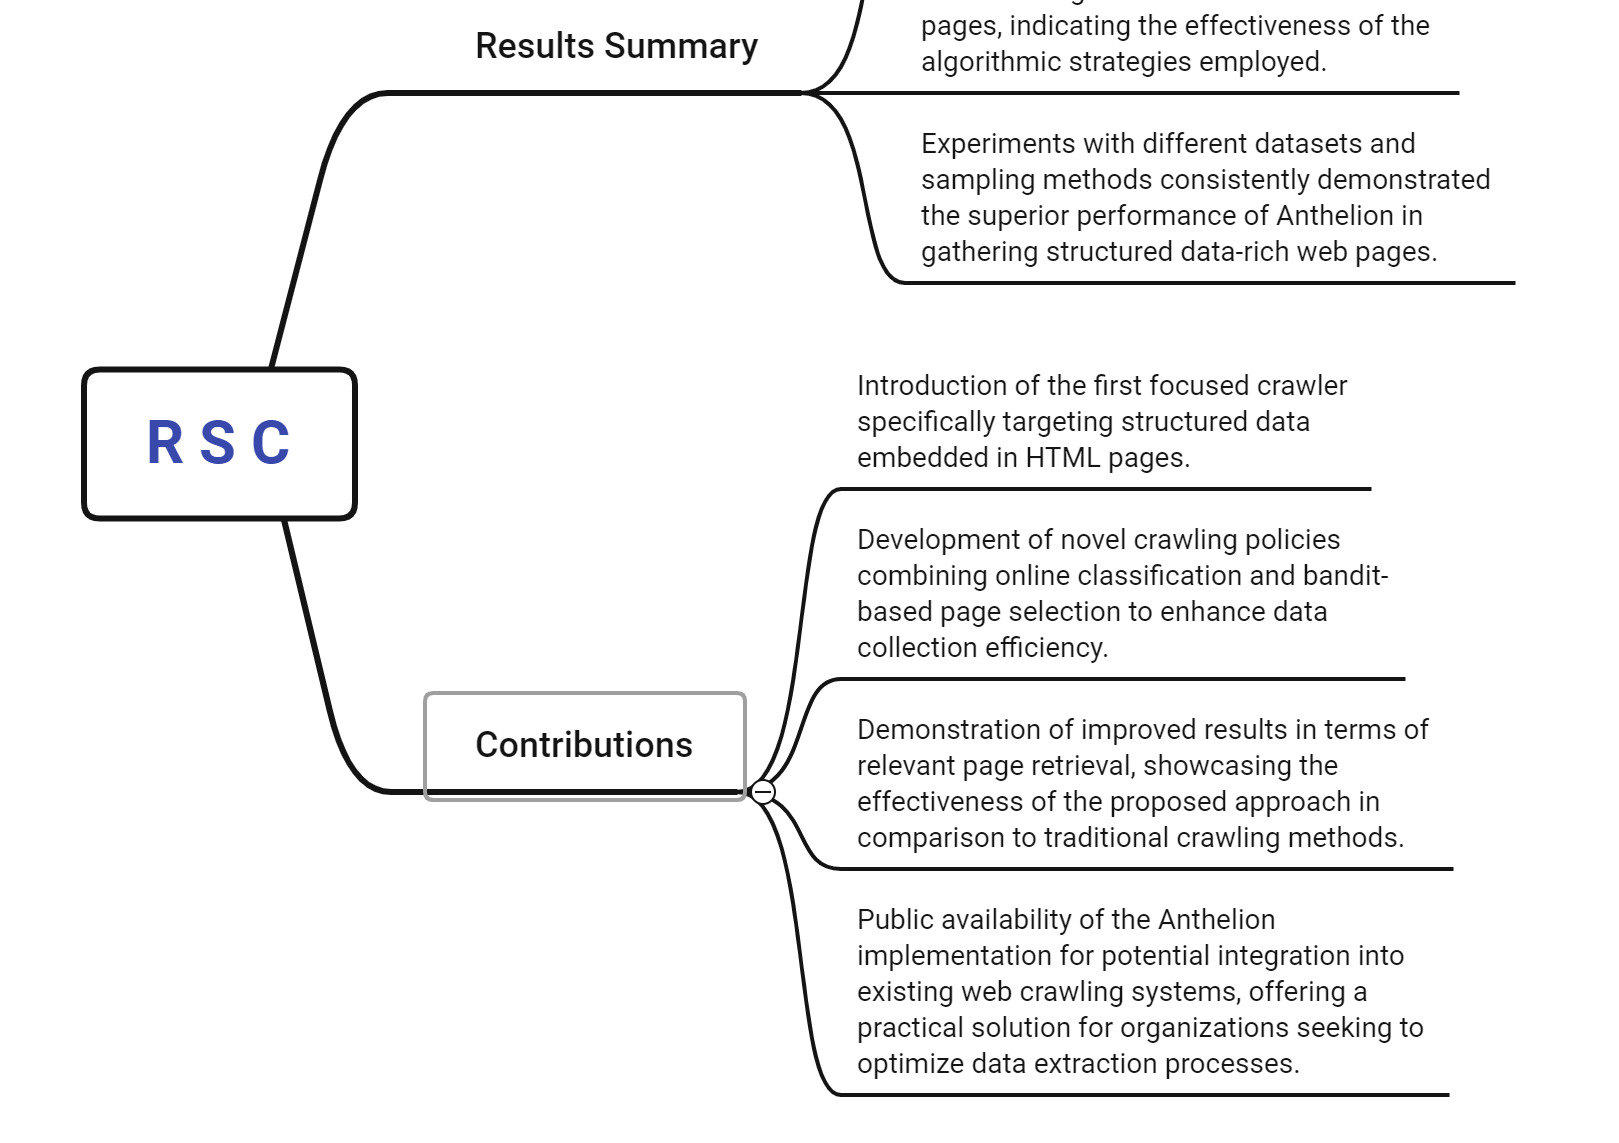 Results Summary
pages, indicating the effectiveness of the
algorithmic strategies employed.
Experiments with different datasets and
sampling methods consistently demonstrated
the superior performance of Anthelion in
gathering structured data-rich web pages.
R S C
Introduction of the first focused crawler
specifically targeting structured data
embedded in HTML pages.
Development of novel crawling policies
combining online classification and bandit-
based page selection to enhance data
collection efficiency.
Contributions
Demonstration of improved results in terms of
relevant page retrieval, showcasing the
effectiveness of the proposed approach in
comparison to traditional crawling methods.
Public availability of the Anthelion
implementation for potential integration into
existing web crawling systems, offering a
practical solution for organizations seeking to
optimize data extraction processes.